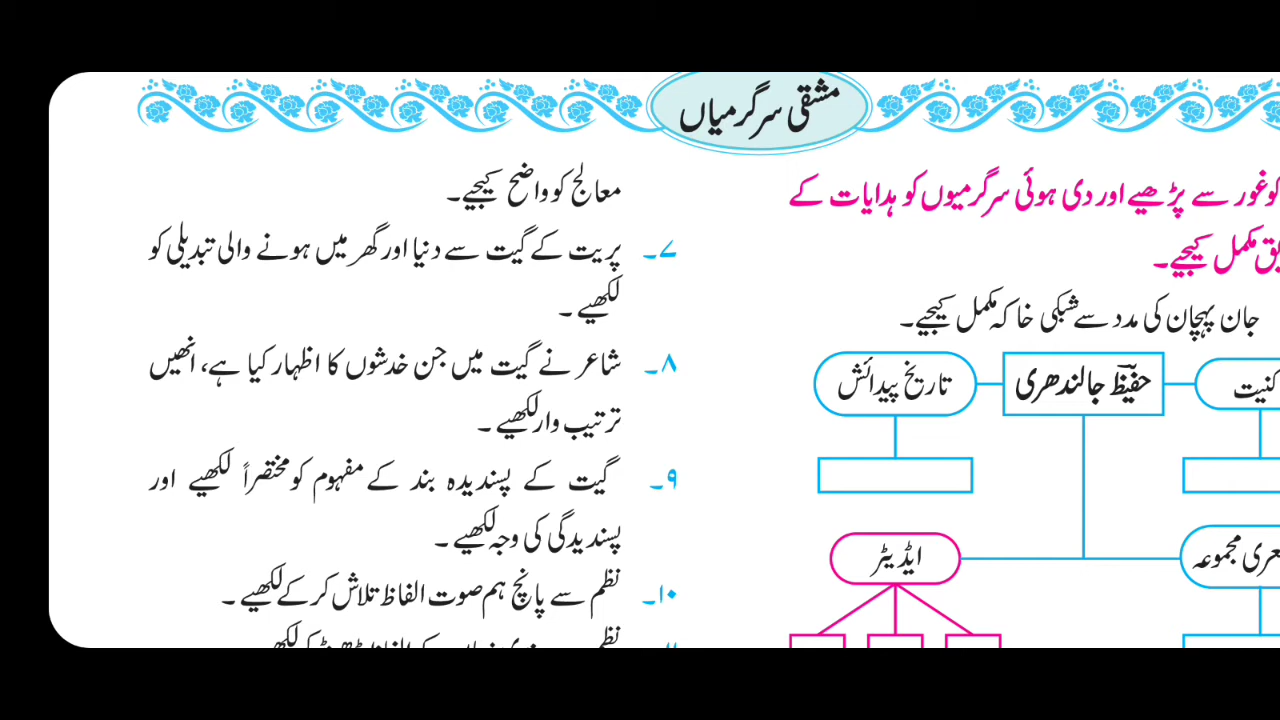 مشقی سرگرمیاں
کو غور سے پڑھیے اور دی ہوئی سرگرمیوں کو ہدایات کے
مکمل کیجیے۔
جان پہچان کی مدد سے شبکی خاکہ مکمل کیجیے۔
کنیت
حفیظؔ جالندھری
تاریخ پیدائش
مجموعہ
ایڈیٹر
معالج کو واضح کیجیے۔
۷۔ پریت کے گیت سے دنیا اور گھر میں ہونے والی تبدیلی کو
لکھیے۔
۸۔ شاعر نے گیت میں جن خدشوں کا اظہار کیا ہے، انھیں
ترتیب وار لکھیے۔
۹۔ گیت کے پسندیدہ بند کے مفہوم کو مختصراً لکھیے اور
پسندیدگی کی وجہ لکھیے۔
۱۰۔ نظم سے پانچ ہم صوت الفاظ تلاش کرکے لکھیے۔
نظم